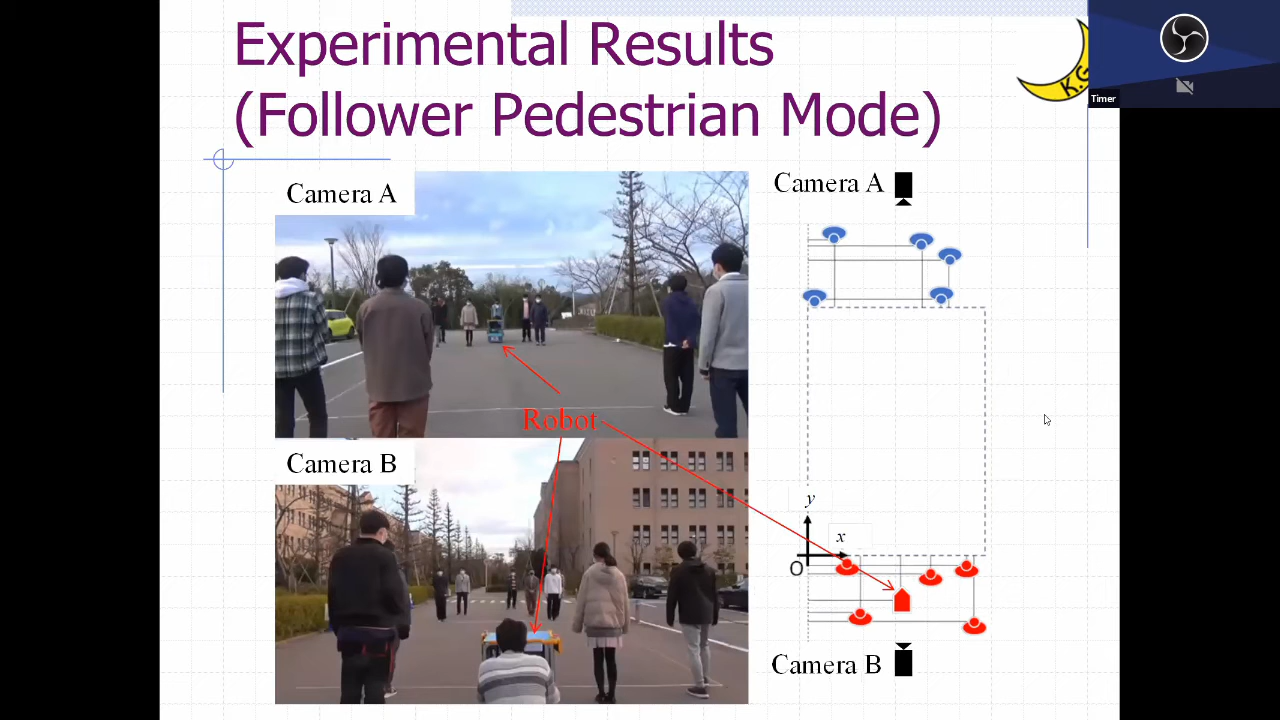 Experimental Results
(Follower Pedestrian Mode)
K.G
Timer
Camera A
Camera A
Robot
Camera B
y
x
O
Camera B